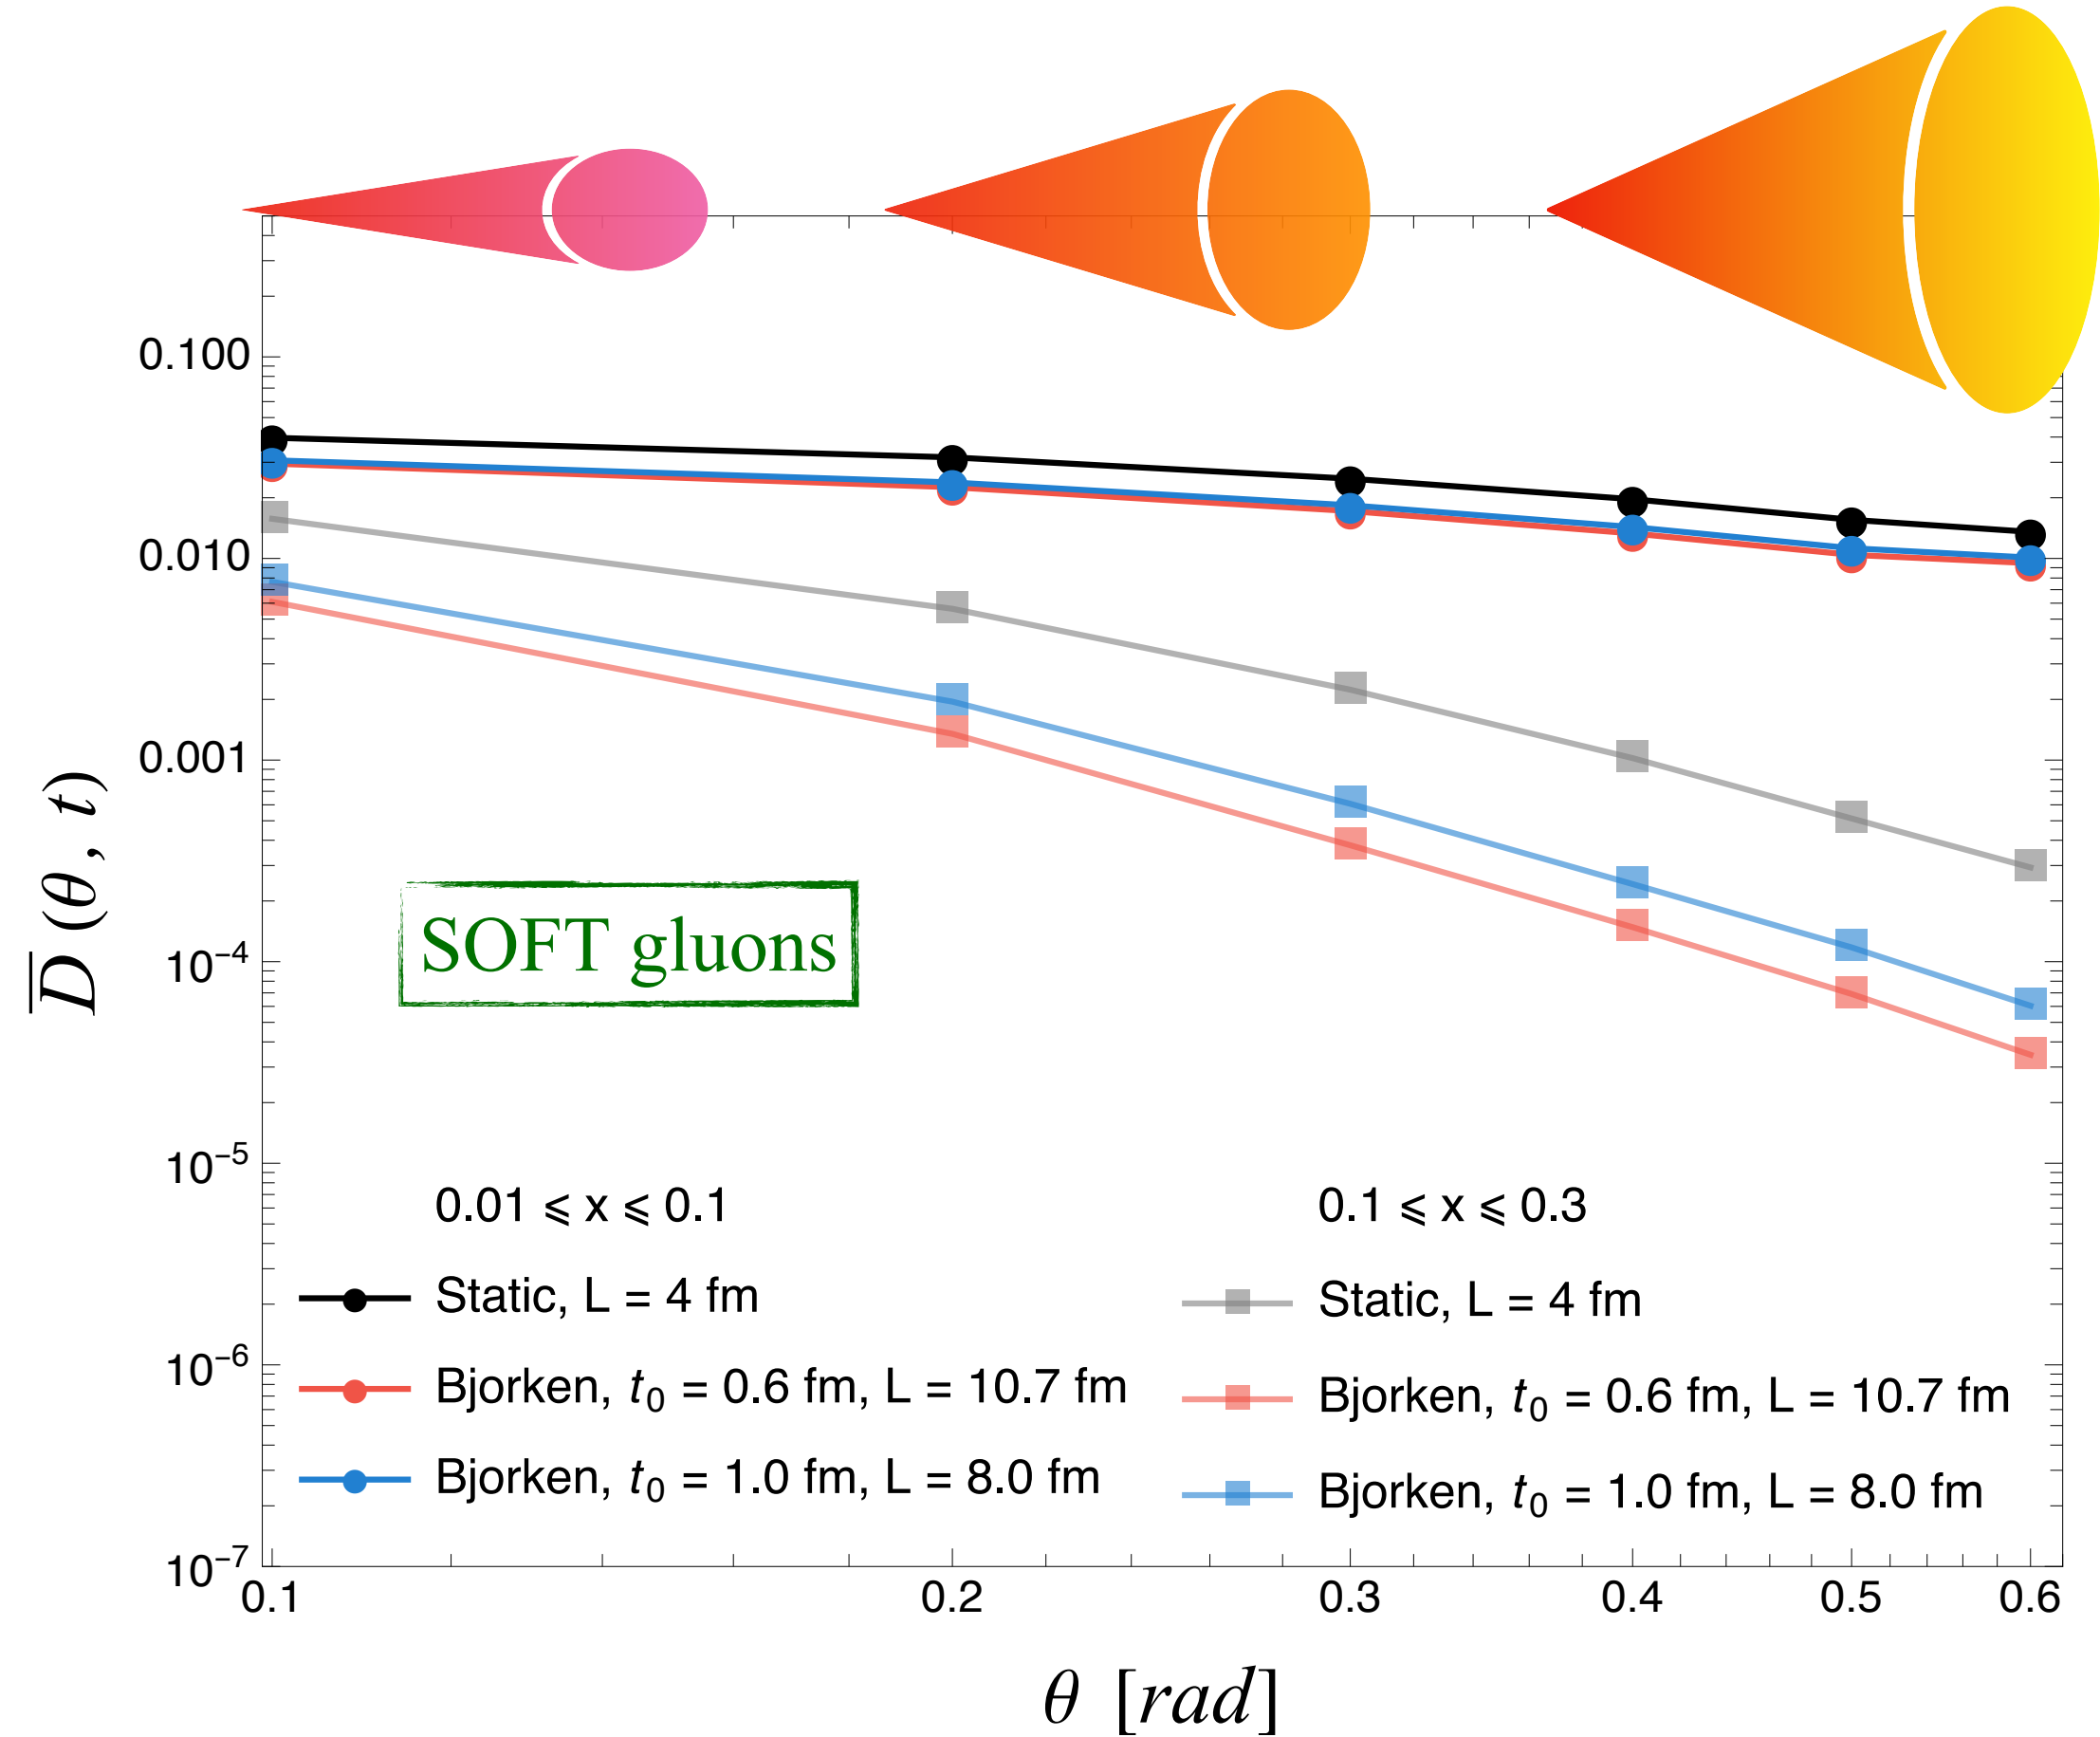 0.100
0.010
0.001
10⁻⁴
10⁻⁵
10⁻⁶
10⁻⁷
D̅ (θ, t)
SOFT gluons
0.01 ⩽ x ⩽ 0.1
Static, L = 4 fm
Bjorken, t₀ = 0.6 fm, L = 10.7 fm
Bjorken, t₀ = 1.0 fm, L = 8.0 fm
0.1 ⩽ x ⩽ 0.3
Static, L = 4 fm
Bjorken, t₀ = 0.6 fm, L = 10.7 fm
Bjorken, t₀ = 1.0 fm, L = 8.0 fm
0.1 0.2 0.3 0.4 0.5 0.6
θ [rad]